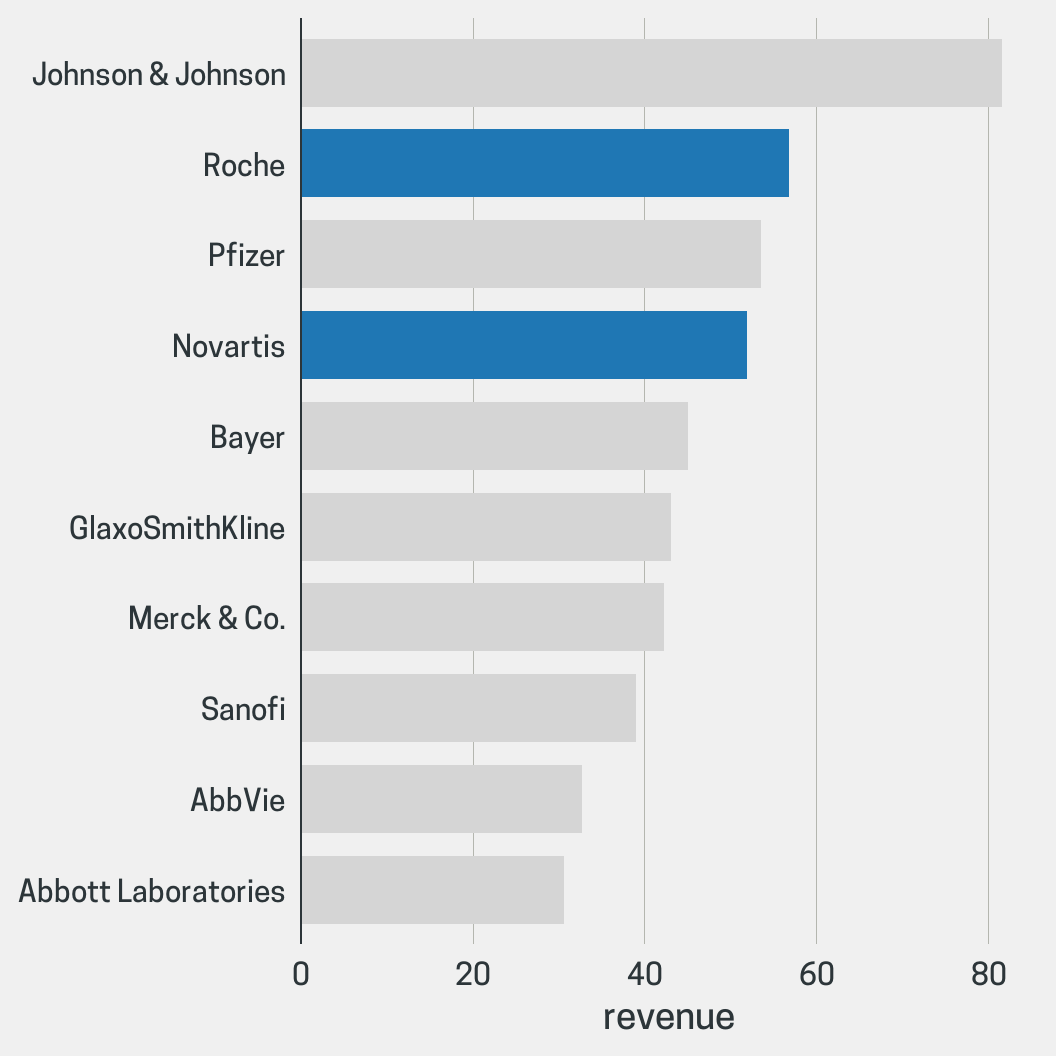 Johnson & Johnson
Roche
Pfizer
Novartis
Bayer
GlaxoSmithKline
Merck & Co.
Sanofi
AbbVie
Abbott Laboratories
0 20 40 60 80
revenue